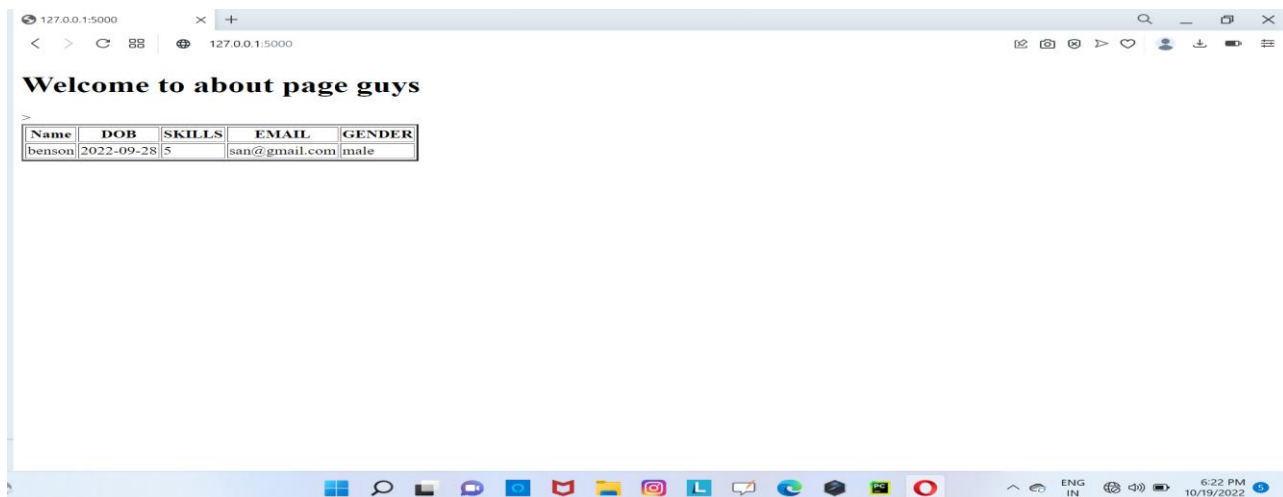 127.0.0.1:5000
127.0.0.1:5000
Welcome to about page guys
>
Name DOB SKILLS EMAIL GENDER
benson 2022-09-28 5 san@gmail.com male
L PC ENG 6:22 PM 5
IN 10/19/2022